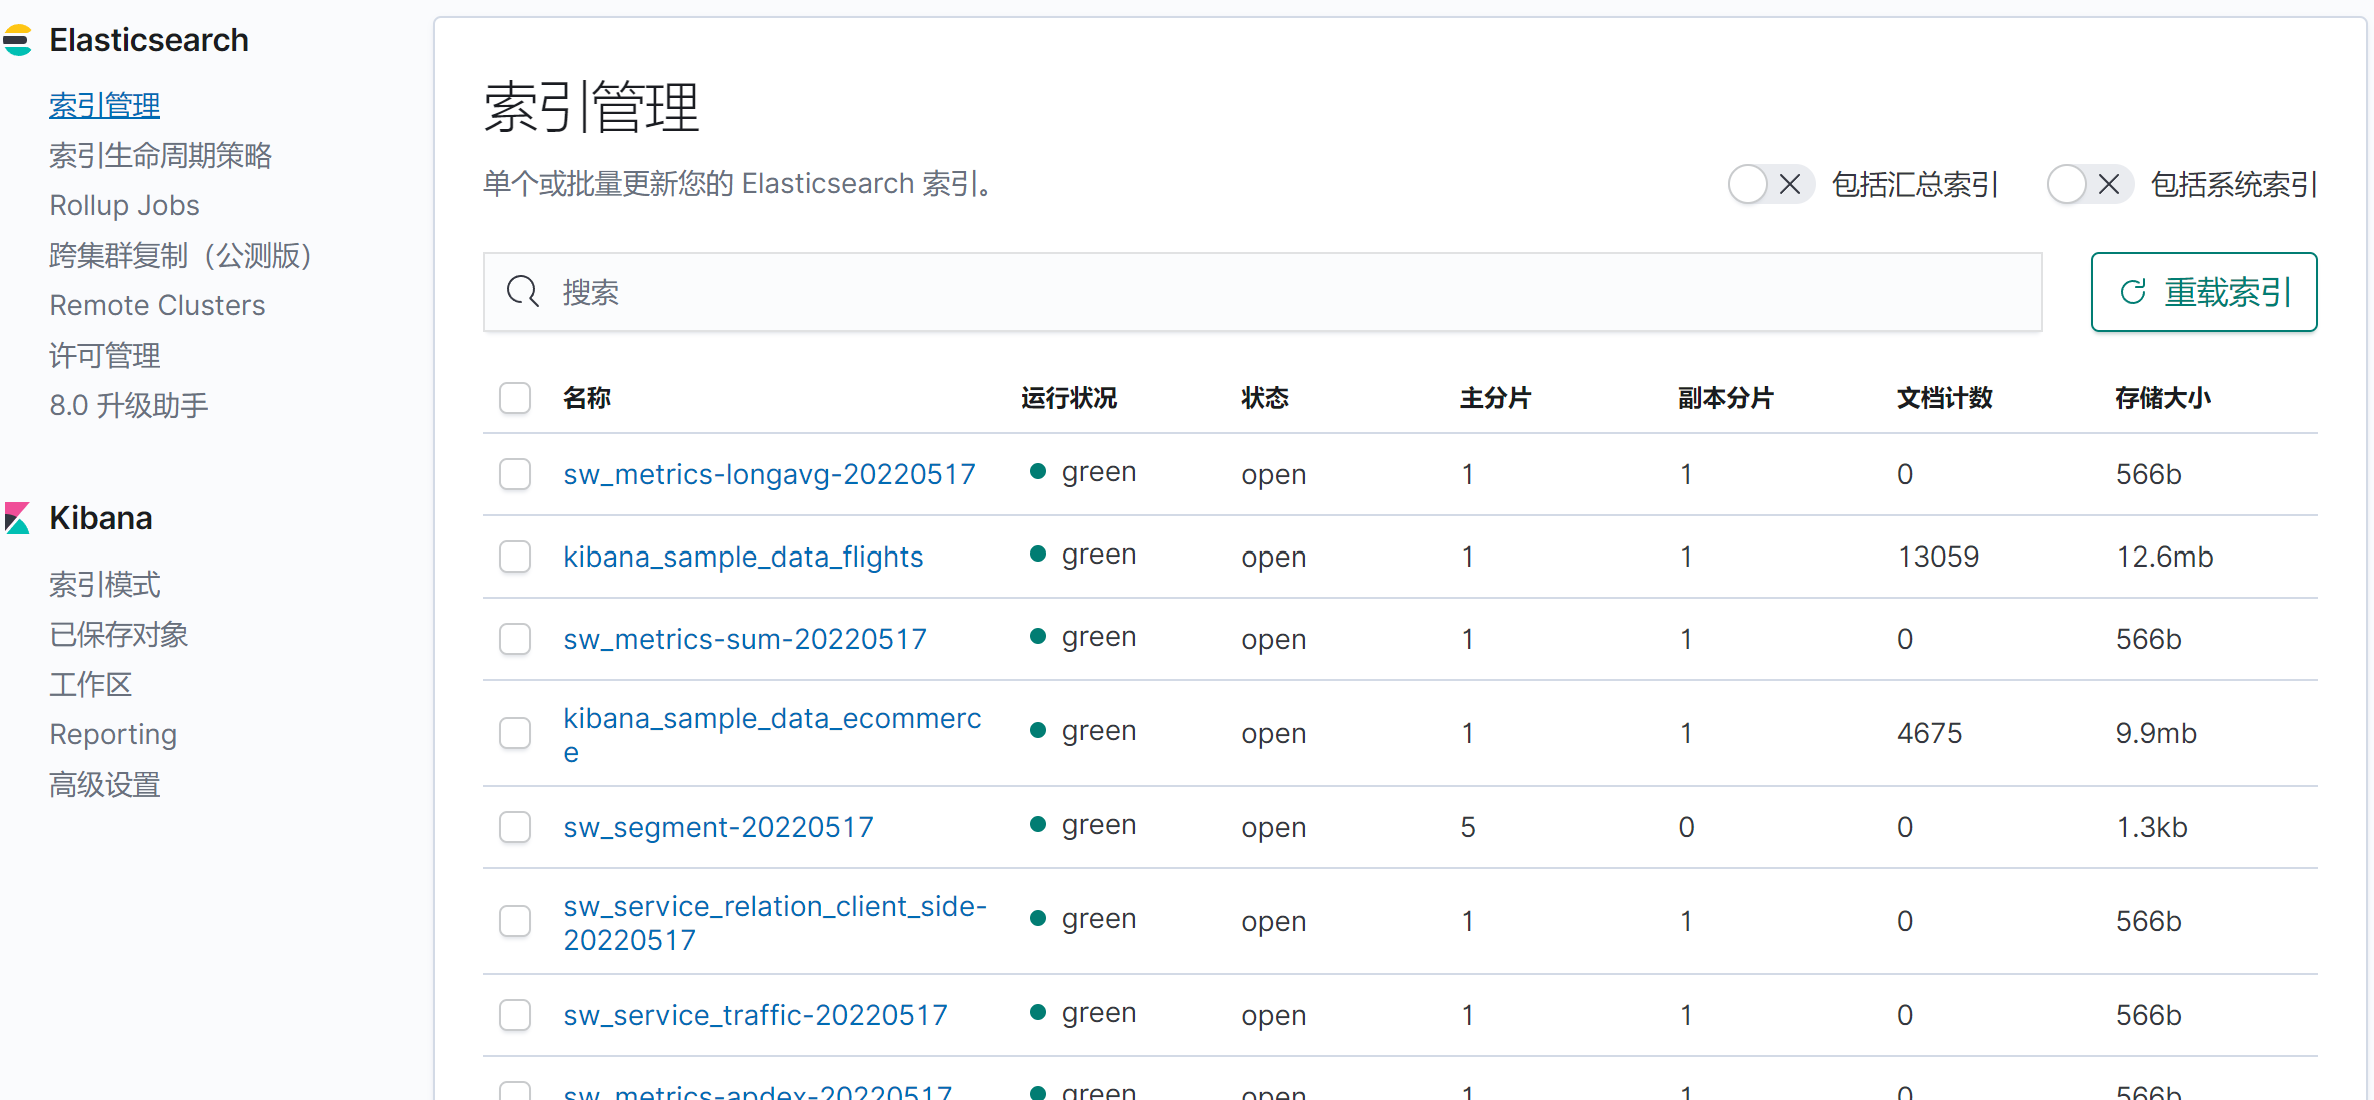 Elasticsearch
索引管理
索引生命周期策略
Rollup Jobs
跨集群复制（公测版）
Remote Clusters
许可管理
8.0 升级助手
Kibana
索引模式
已保存对象
工作区
Reporting
高级设置
索引管理
单个或批量更新您的 Elasticsearch 索引。
包括汇总索引 包括系统索引
搜索
重载索引
名称 运行状况 状态 主分片 副本分片 文档计数 存储大小
sw_metrics-longavg-20220517 green open 1 1 0 566b
kibana_sample_data_flights green open 1 1 13059 12.6mb
sw_metrics-sum-20220517 green open 1 1 0 566b
kibana_sample_data_ecommerc
e
green open 1 1 4675 9.9mb
sw_segment-20220517 green open 5 0 0 1.3kb
sw_service_relation_client_side-
20220517
green open 1 1 0 566b
sw_service_traffic-20220517 green open 1 1 0 566b
sw_metrics-apdex-20220517 green open 1 1 0 566b